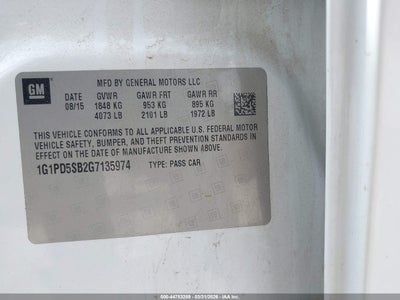 GM
MFD BY GENERAL MOTORS LLC
DATE GVWR GAWR FRT GAWR RR
08/15 1848 KG 953 KG 895 KG
4073 LB 2101 LB 1972 LB
THIS VEHICLE CONFORMS TO ALL APPLICABLE U.S. FEDERAL MOTOR
VEHICLE SAFETY, BUMPER, AND THEFT PREVENTION STANDARDS
IN EFFECT ON THE DATE OF MANUFACTURE SHOWN ABOVE.
1G1PD5SB2G7135974 TYPE: PASS CAR